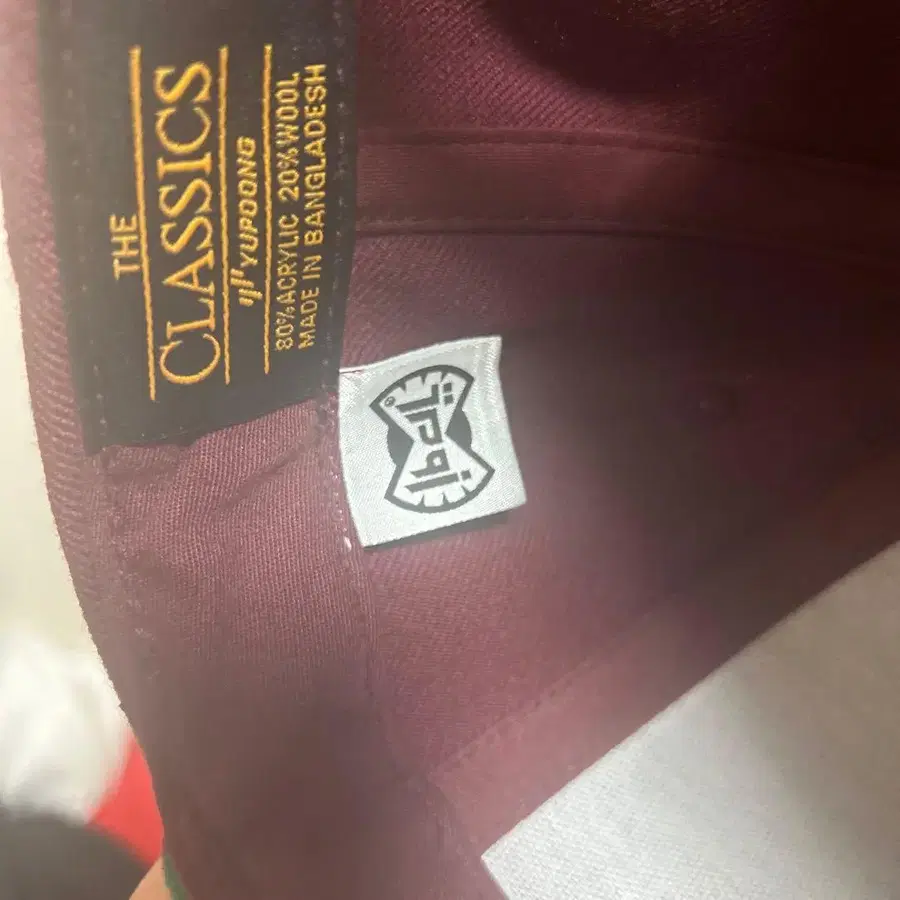 THE
CLASSICS
YUPOONG
80% ACRYLIC 20% WOOL
MADE IN BANGLADESH